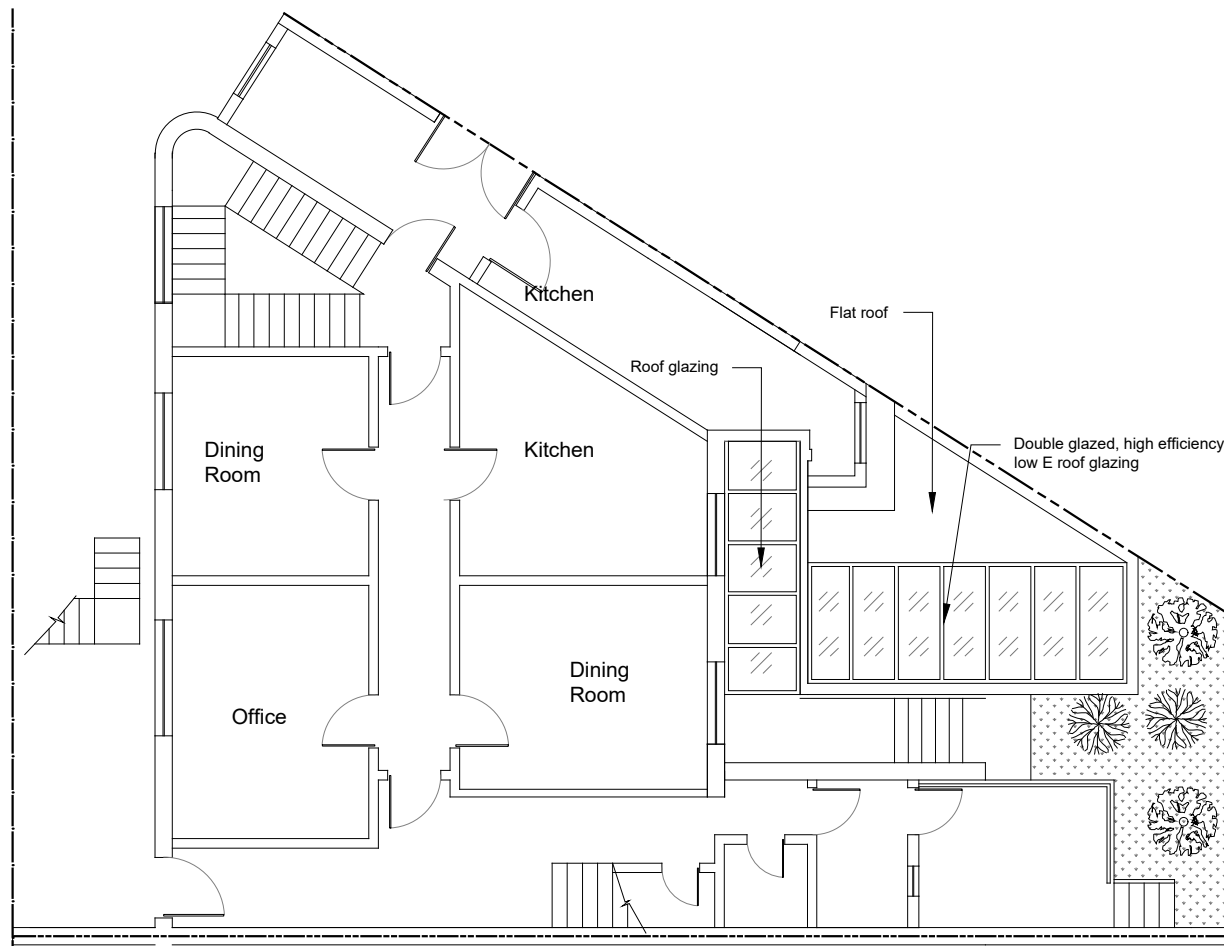 Kitchen
Flat roof
Roof glazing
Dining
Room
Kitchen
Double glazed, high efficiency
low E roof glazing
Dining
Room
Office